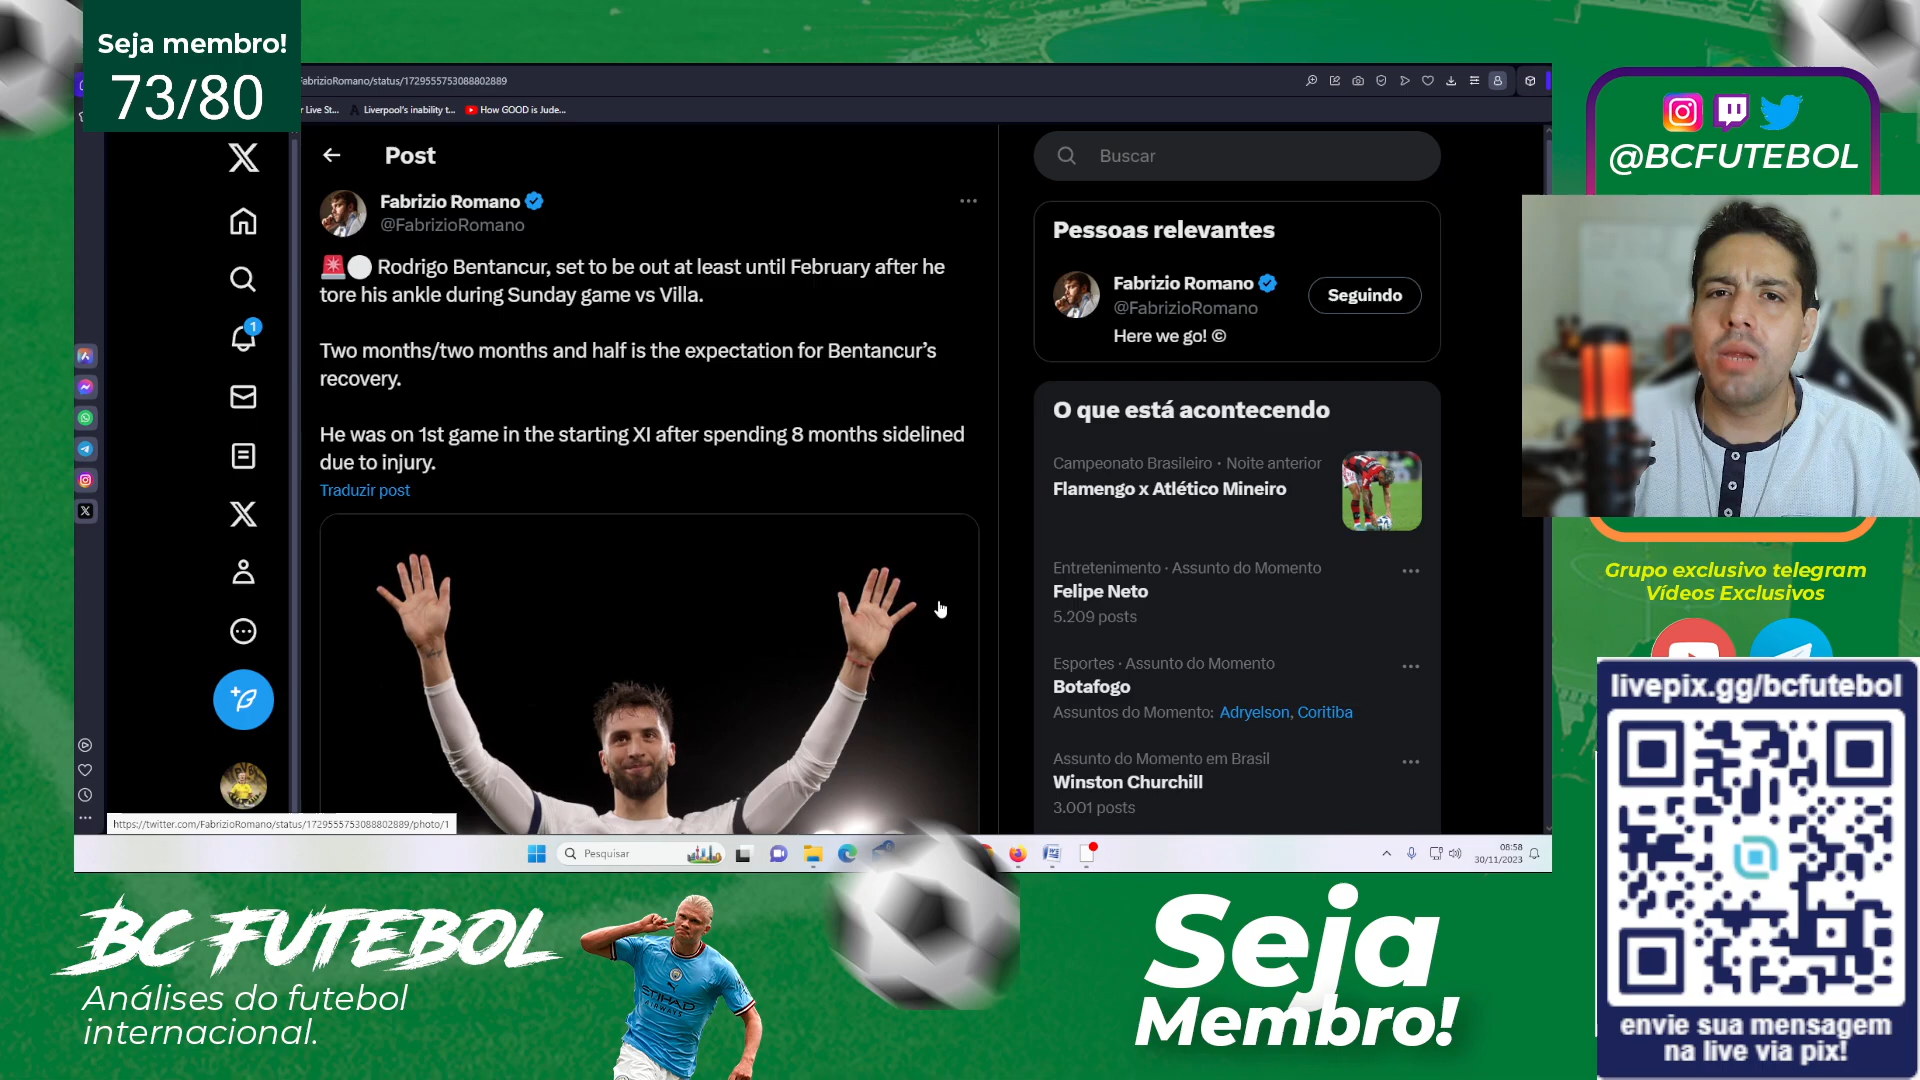 Seja membro!
73/80
FabrizioRomano/status/1729555753088802889
r Live St...
Liverpool's inability t...
How GOOD is Jude...
Post
Fabrizio Romano
@FabrizioRomano
Rodrigo Bentancur, set to be out at least until February after he
tore his ankle during Sunday game vs Villa.
Two months/two months and half is the expectation for Bentancur's
recovery.
He was on 1st game in the starting XI after spending 8 months sidelined
due to injury.
Traduzir post
1
https://twitter.com/FabrizioRomano/status/1729555753088802889/photo/1
Buscar
Pessoas relevantes
Fabrizio Romano
@FabrizioRomano
Seguindo
Here we go! ©
O que está acontecendo
Campeonato Brasileiro · Noite anterior
Flamengo x Atlético Mineiro
Entretenimento · Assunto do Momento
Felipe Neto
5.209 posts
Esportes · Assunto do Momento
Botafogo
Assuntos do Momento: Adryelson, Coritiba
Assunto do Momento em Brasil
Winston Churchill
3.001 posts
Pesquisar
08:58
30/11/2023
@BCFUTEBOL
Grupo exclusivo telegram
Vídeos Exclusivos
livepix.gg/bcfutebol
envie sua mensagem
na live via pix!
BC FUTEBOL
Análises do futebol
internacional.
ETIHAD
AIRWAYS
Seja
Membro!